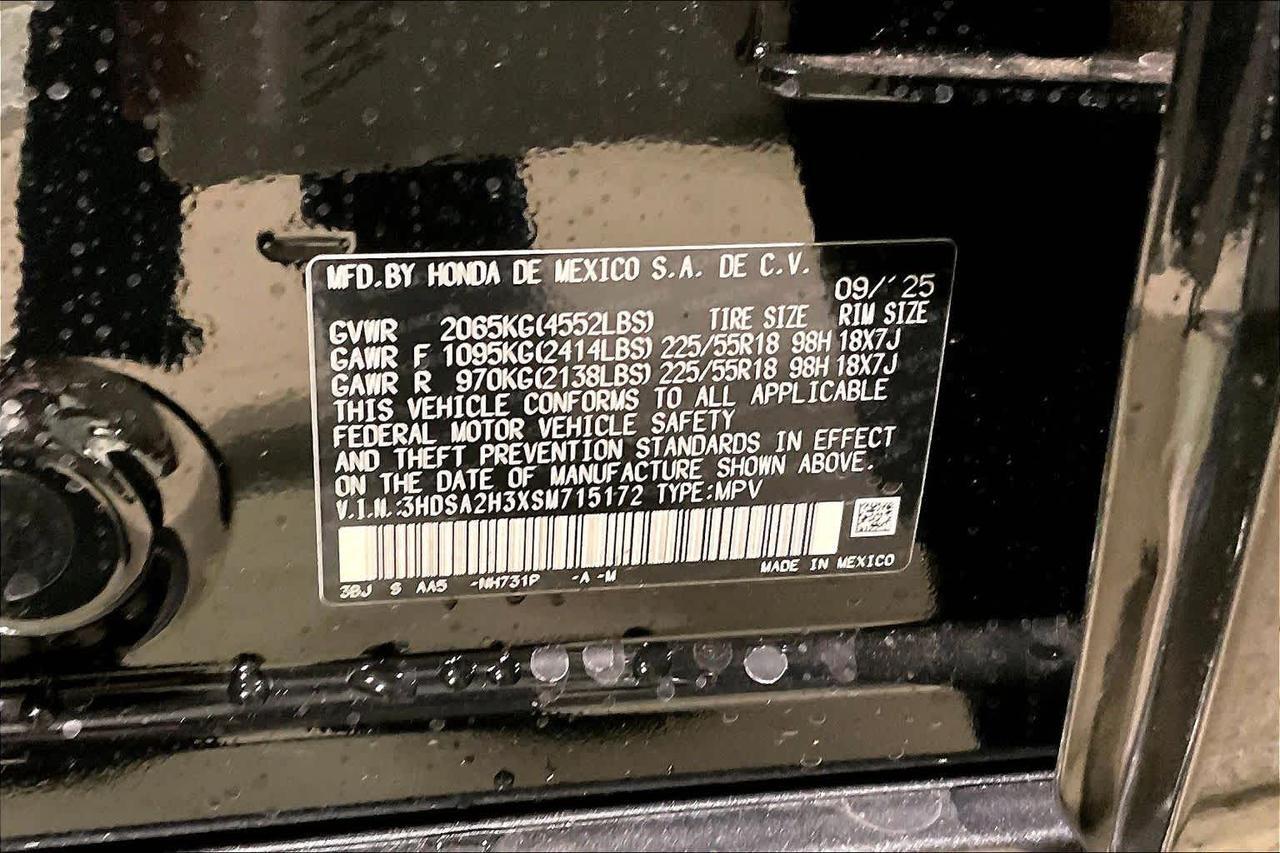 MFD.BY HONDA DE MEXICO S.A. DE C.V.
09/'25
GVWR 2065KG(4552LBS) TIRE SIZE RIM SIZE
GAWR F 1095KG(2414LBS) 225/55R18 98H 18X7J
GAWR R 970KG(2138LBS) 225/55R18 98H 18X7J
THIS VEHICLE CONFORMS TO ALL APPLICABLE
FEDERAL MOTOR VEHICLE SAFETY
AND THEFT PREVENTION STANDARDS IN EFFECT
ON THE DATE OF MANUFACTURE SHOWN ABOVE.
V.I.N.:3HDSA2H3XSM715172 TYPE:MPV
3BJ S AA5 -NH731P -A -M MADE IN MEXICO